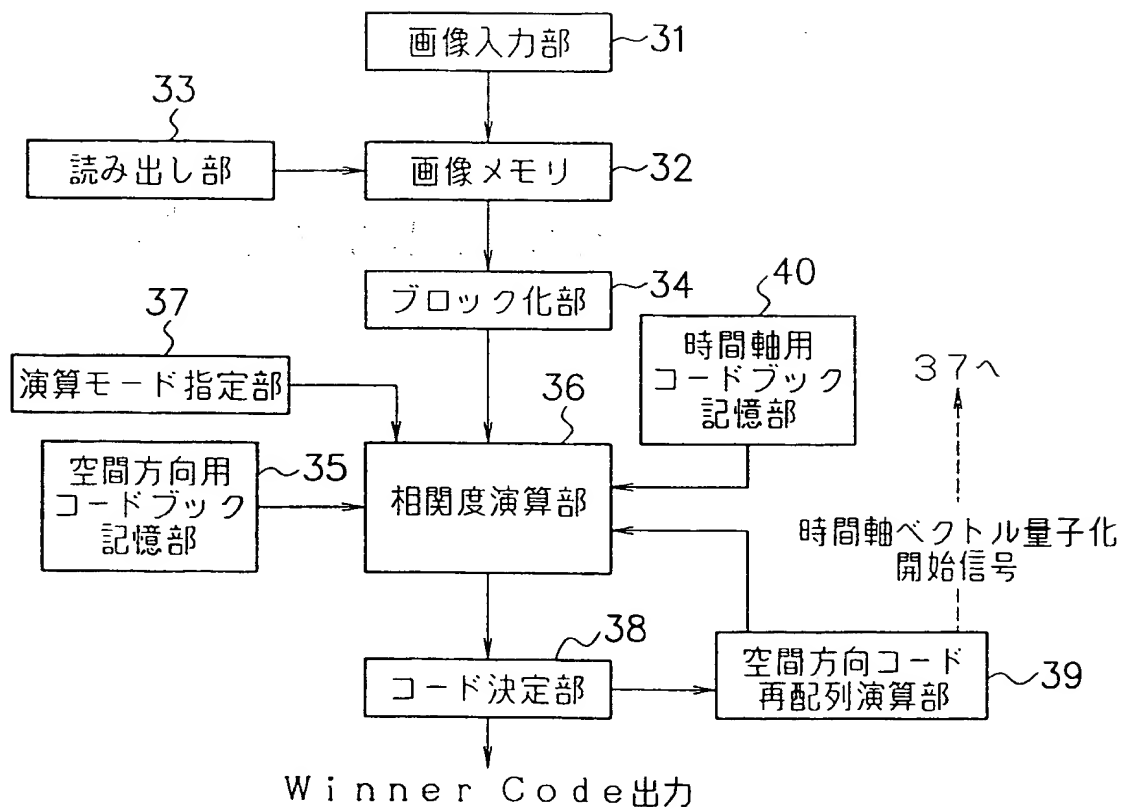 画像入力部
31
33
読み出し部
画像メモリ
32
ブロック化部
34
40
37
時間軸用
コードブック
記憶部
37へ
演算モード指定部
36
空間方向用
コードブック
記憶部
35
相関度演算部
時間軸ベクトル量子化
開始信号
38
コード決定部
空間方向コード
再配列演算部
39
Winner Code出力